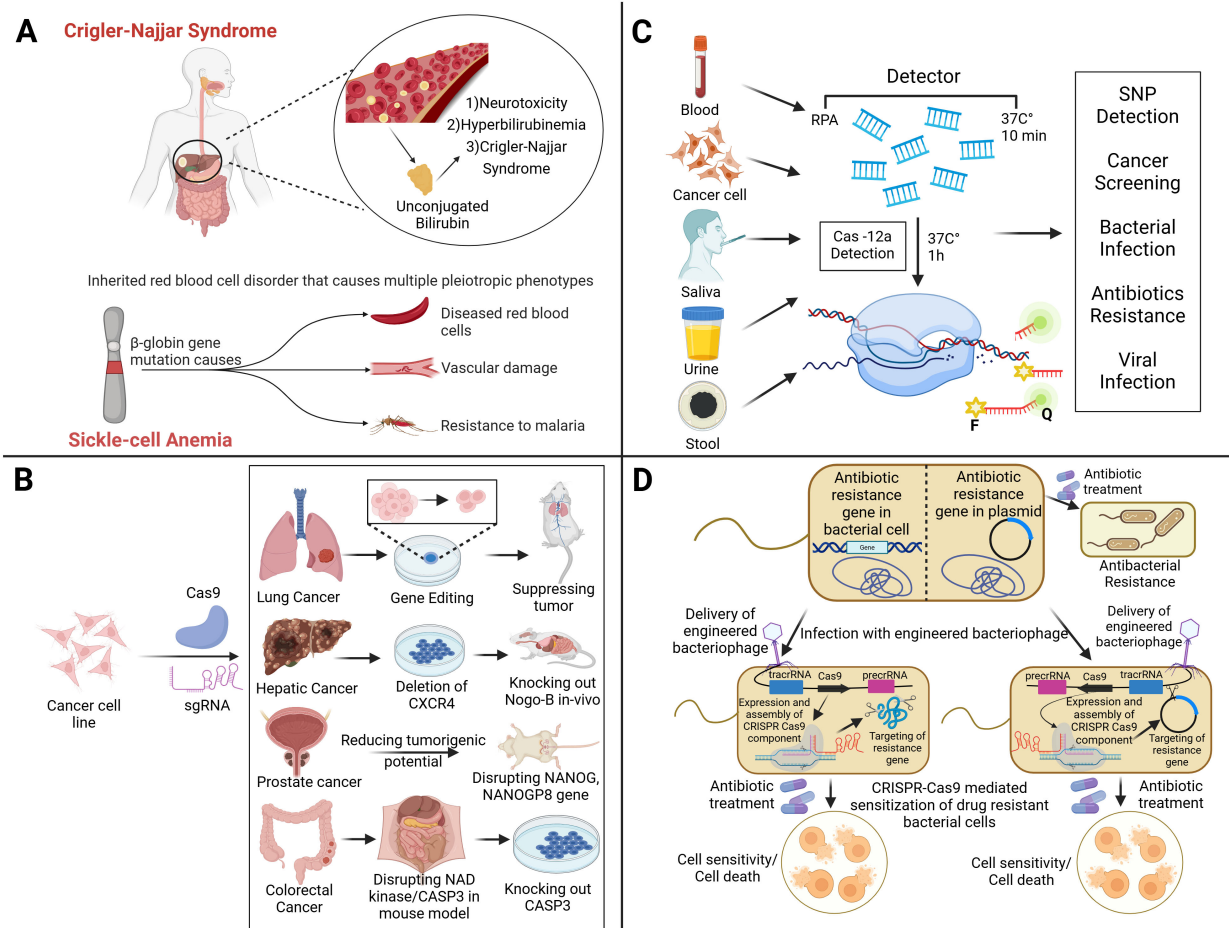 A
Crigler-Najjar Syndrome
1)Neurotoxicity
2)Hyperbilirubinemia
3)Crigler-Najjar
Syndrome
Unconjugated
Bilirubin
Inherited red blood cell disorder that causes multiple pleiotropic phenotypes
β-globin gene
mutation causes
Diseased red blood
cells
Vascular damage
Resistance to malaria
Sickle-cell Anemia
B
Cancer cell
line
Cas9
sgRNA
Lung Cancer
Gene Editing
Suppressing
tumor
Hepatic Cancer
Deletion of
CXCR4
Knocking out
Nogo-B in-vivo
Prostate cancer
Reducing tumorigenic
potential
Disrupting NANOG,
NANOGP8 gene
Colorectal
Cancer
Disrupting NAD
kinase/CASP3 in
mouse model
Knocking out
CASP3
C
Blood
Cancer cell
Saliva
Urine
Stool
Detector
RPA
37C°
10 min
Cas -12a
Detection
37C°
1h
F
Q
SNP
Detection
Cancer
Screening
Bacterial
Infection
Antibiotics
Resistance
Viral
Infection
D
Antibiotic
resistance
gene in
bacterial cell
Gene
Antibiotic
resistance
gene in plasmid
Antibiotic
treatment
Antibacterial
Resistance
Delivery of
engineered
bacteriophage
Infection with engineered bacteriophage
Delivery of
engineered
bacteriophage
tracrRNA
Cas9
precrRNA
Expression and
assembly of
CRISPR Cas9
component
Targeting of
resistance
gene
precrRNA
Cas9
tracrRNA
Expression and
assembly of
CRISPR Cas9
component
Targeting of
resistance
gene
Antibiotic
treatment
CRISPR-Cas9 mediated
sensitization of drug resistant
bacterial cells
Antibiotic
treatment
Cell sensitivity/
Cell death
Cell sensitivity/
Cell death